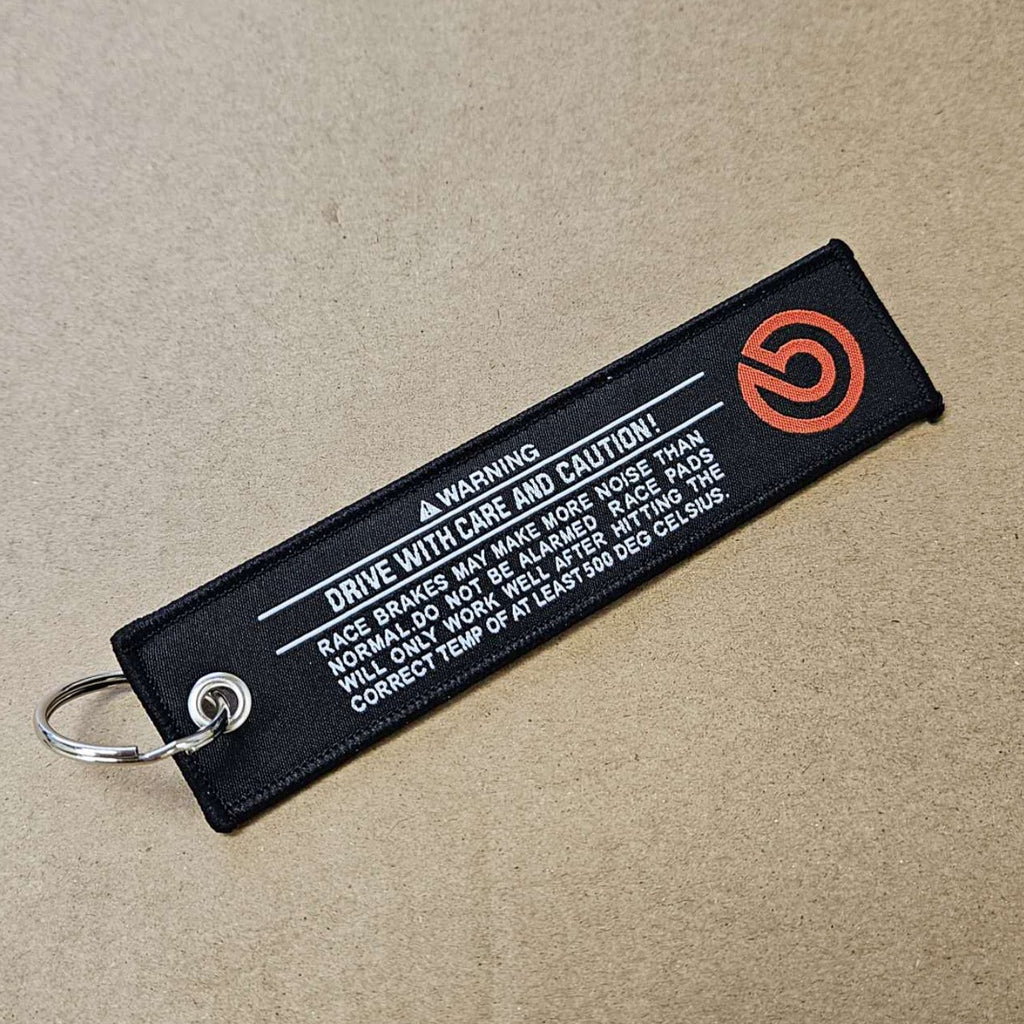 ⚠WARNING
DRIVE WITH CARE AND CAUTION!
RACE BRAKES MAY MAKE MORE NOISE THAN
NORMAL.DO NOT BE ALARMED RACE PADS
WILL ONLY WORK WELL AFTER HITTING THE
CORRECT TEMP OF AT LEAST 500 DEG CELSIUS.